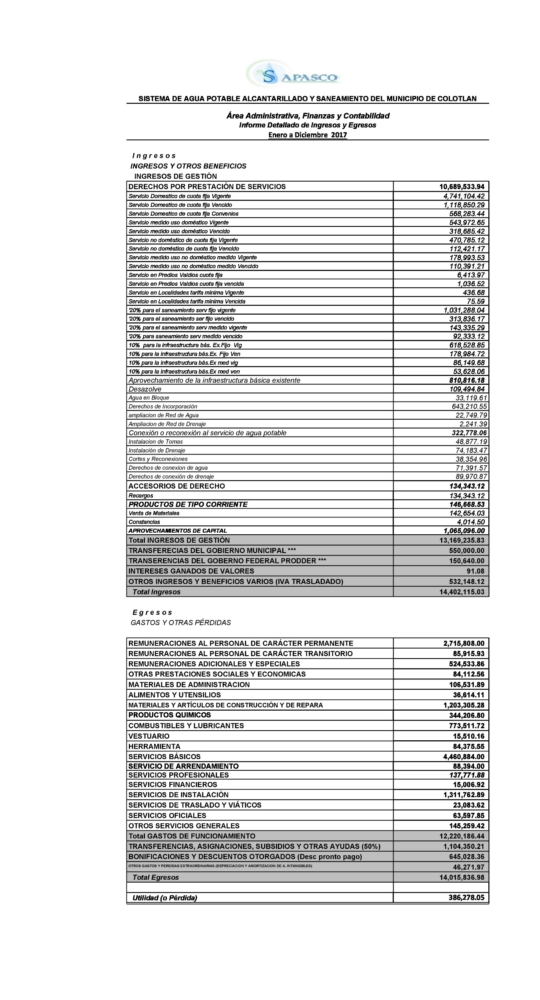 SAPASCO
SISTEMA DE AGUA POTABLE ALCANTARILLADO Y SANEAMIENTO DEL MUNICIPIO DE COLOTLAN
Área Administrativa, Finanzas y Contabilidad
Informe Detallado de Ingresos y Egresos
Enero a Diciembre 2017
Ingresos
INGRESOS Y OTROS BENEFICIOS
INGRESOS DE GESTIÓN
DERECHOS POR PRESTACIÓN DE SERVICIOS 10,689,533.94
Servicio Domestico de cuota fija Vigente 4,741,104.42
Servicio Domestico de cuota fija Vencido 1,118,850.29
Servicio Domestico de cuota fija Convenios 568,283.44
Servicio medido uso doméstico Vigente 543,972.65
Servicio medido uso doméstico Vencido 318,685.42
Servicio no doméstico de cuota fija Vigente 470,785.12
Servicio no doméstico de cuota fija Vencido 112,421.17
Servicio medido uso no doméstico medido Vigente 178,993.53
Servicio medido uso no doméstico medido Vencido 110,391.21
Servicio en Predios Valdios cuota fija 6,413.97
Servicio en Predios Valdios cuota fija vencida 1,036.52
Servicio en Localidades tarifa minima Vigente 436.68
Servicio en Localidades tarifa minima Vencida 75.59
'20% para el saneamiento serv fijo vigente 1,031,288.04
'20% para el saneamiento ser fijo vencido 313,836.17
'20% para el saneamiento serv medido vigente 143,335.29
'20% para saneamiento serv medido vencido 92,333.12
10% para la infraestructura bás. Ex.Fijo Vig 618,528.85
10% para la infraestructura bás.Ex. Fijo Ven 178,984.72
10% para la infraestructura bás.Ex med vig 86,149.68
10% para la infraestructura bás.Ex med ven 53,628.06
Aprovechamiento de la infraestructura básica existente 810,816.18
Desazolve 109,494.84
Agua en Bloque 33,119.61
Derechos de Incorporación 643,210.55
ampliacion de Red de Agua 22,749.79
Ampliacion de Red de Drenaje 2,241.39
Conexión o reconexión al servicio de agua potable 322,778.06
Instalacion de Tomas 48,877.19
Instalación de Drenaje 74,183.47
Cortes y Reconexiones 38,354.96
Derechos de conexion de agua 71,391.57
Derechos de conexión de drenaje 89,970.87
ACCESORIOS DE DERECHO 134,343.12
Recargos 134,343.12
PRODUCTOS DE TIPO CORRIENTE 146,668.53
Venta de Materiales 142,654.03
Constancias 4,014.50
APROVECHAMIENTOS DE CAPITAL 1,065,096.00
Total INGRESOS DE GESTIÓN 13,169,235.83
TRANSFERECIAS DEL GOBIERNO MUNICIPAL *** 550,000.00
TRANSERENCIAS DEL GOBERNO FEDERAL PRODDER *** 150,640.00
INTERESES GANADOS DE VALORES 91.08
OTROS INGRESOS Y BENEFICIOS VARIOS (IVA TRASLADADO) 532,148.12
Total Ingresos 14,402,115.03
Egresos
GASTOS Y OTRAS PÉRDIDAS
REMUNERACIONES AL PERSONAL DE CARÁCTER PERMANENTE 2,715,808.00
REMUNERACIONES AL PERSONAL DE CARÁCTER TRANSITORIO 85,915.93
REMUNERACIONES ADICIONALES Y ESPECIALES 524,533.86
OTRAS PRESTACIONES SOCIALES Y ECONOMICAS 84,112.56
MATERIALES DE ADMINISTRACION 106,531.89
ALIMENTOS Y UTENSILIOS 36,614.11
MATERIALES Y ARTÍCULOS DE CONSTRUCCIÓN Y DE REPARA 1,203,305.28
PRODUCTOS QUIMICOS 344,206.80
COMBUSTIBLES Y LUBRICANTES 773,511.72
VESTUARIO 15,510.16
HERRAMIENTA 84,375.55
SERVICIOS BÁSICOS 4,460,884.00
SERVICIO DE ARRENDAMIENTO 88,394.00
SERVICIOS PROFESIONALES 137,771.88
SERVICIOS FINANCIEROS 15,006.92
SERVICIOS DE INSTALACIÓN 1,311,762.89
SERVICIOS DE TRASLADO Y VIÁTICOS 23,083.62
SERVICIOS OFICIALES 63,597.85
OTROS SERVICIOS GENERALES 145,259.42
Total GASTOS DE FUNCIONAMIENTO 12,220,186.44
TRANSFERENCIAS, ASIGNACIONES, SUBSIDIOS Y OTRAS AYUDAS (50%) 1,104,350.21
BONIFICACIONES Y DESCUENTOS OTORGADOS (Desc pronto pago) 645,028.36
OTROS GASTOS Y PERDIDAS EXTRAORDINARIAS (DEPRECIACION Y AMORTIZACION DE A. INTANGIBLES) 46,271.97
Total Egresos 14,015,836.98
Utilidad (o Pérdida) 386,278.05